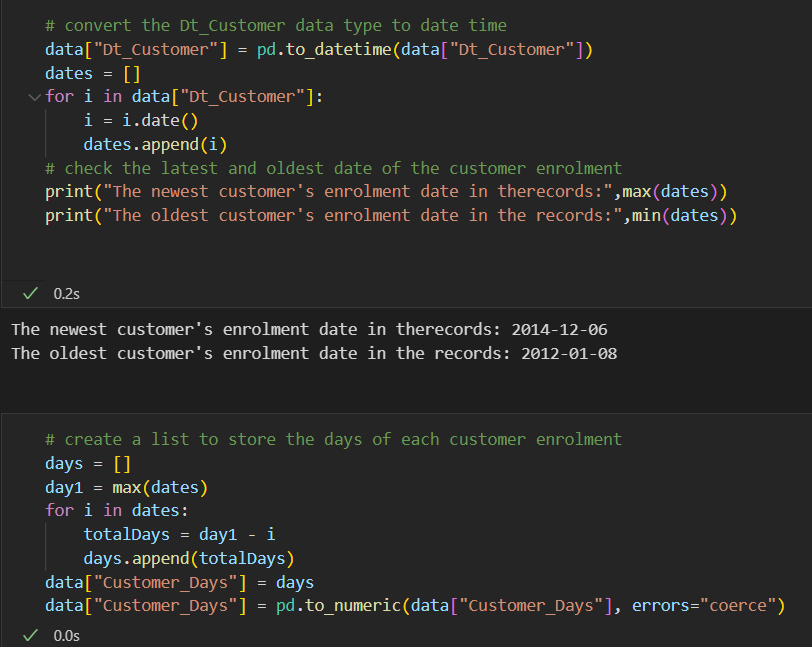 # convert the Dt_Customer data type to date time
data["Dt_Customer"] = pd.to_datetime(data["Dt_Customer"])
dates = []
for i in data["Dt_Customer"]:
    i = i.date()
    dates.append(i)
# check the latest and oldest date of the customer enrolment
print("The newest customer's enrolment date in therecords:",max(dates))
print("The oldest customer's enrolment date in the records:",min(dates))
0.2s
The newest customer's enrolment date in therecords: 2014-12-06
The oldest customer's enrolment date in the records: 2012-01-08
# create a list to store the days of each customer enrolment
days = []
day1 = max(dates)
for i in dates:
    totalDays = day1 - i
    days.append(totalDays)
data["Customer_Days"] = days
data["Customer_Days"] = pd.to_numeric(data["Customer_Days"], errors="coerce")
0.0s